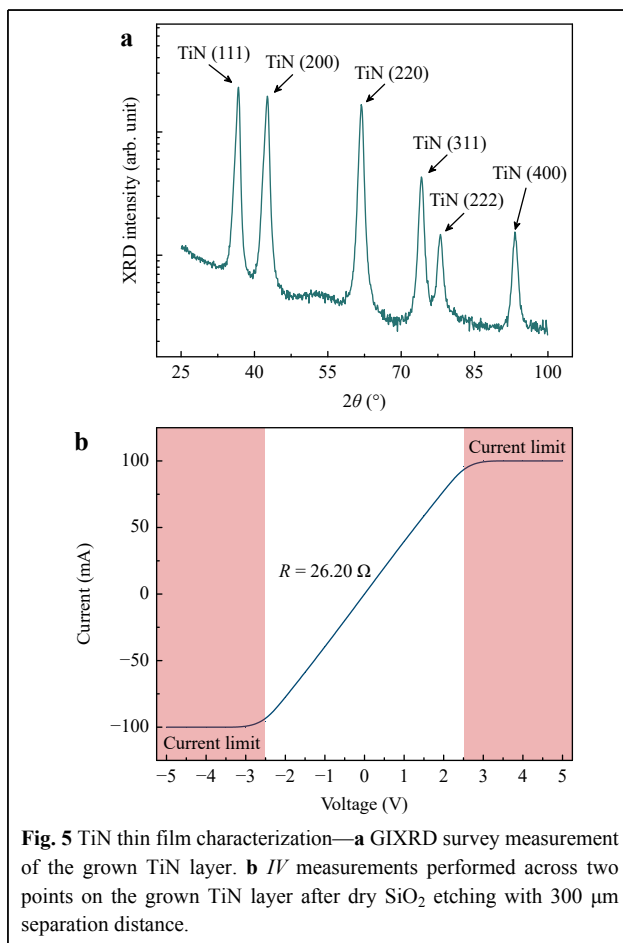 a
TiN (111)
TiN (200)
TiN (220)
TiN (311)
TiN (222)
TiN (400)
XRD intensity (arb. unit)
25 40 55 70 85 100
2θ (°)
b
Current limit
100
50
0
−50
−100
R = 26.20 Ω
Current (mA)
Current limit
−5 −4 −3 −2 −1 0 1 2 3 4 5
Voltage (V)
Fig. 5 TiN thin film characterization—a GIXRD survey measurement
of the grown TiN layer. b IV measurements performed across two
points on the grown TiN layer after dry SiO₂ etching with 300 μm
separation distance.